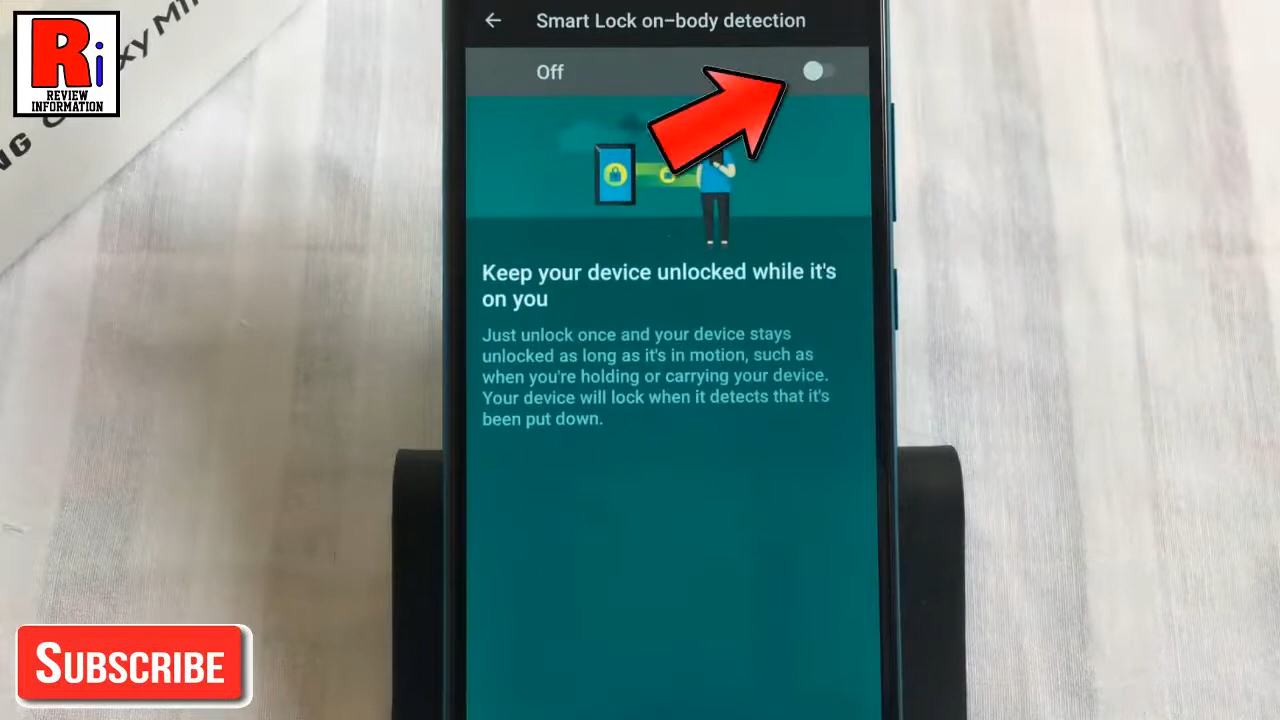 Ri
REVIEW
INFORMATION
Smart Lock on-body detection
Off
Keep your device unlocked while it's
on you
Just unlock once and your device stays
unlocked as long as it's in motion, such as
when you're holding or carrying your device.
Your device will lock when it detects that it's
been put down.
SUBSCRIBE